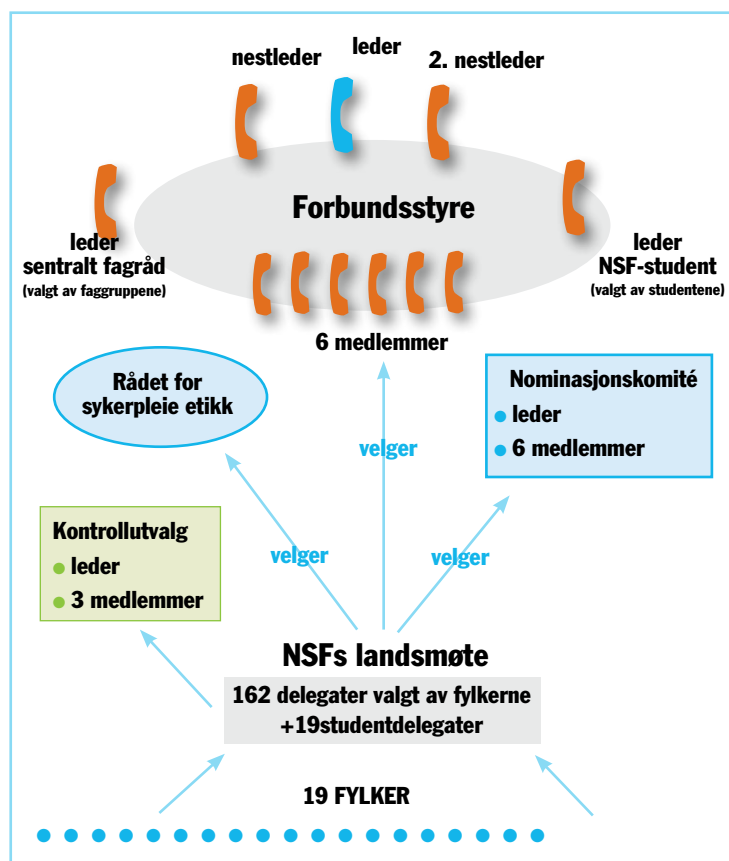 nestleder
leder
2. nestleder
Forbundsstyre
leder
sentralt fagråd
(valgt av faggruppene)
leder
NSF-student
(valgt av studentene)
6 medlemmer
Rådet for
sykerpleie etikk
Nominasjonskomité
leder
6 medlemmer
velger
Kontrollutvalg
leder
3 medlemmer
velger
velger
NSFs landsmøte
162 delegater valgt av fylkerne
+19studentdelegater
19 FYLKER